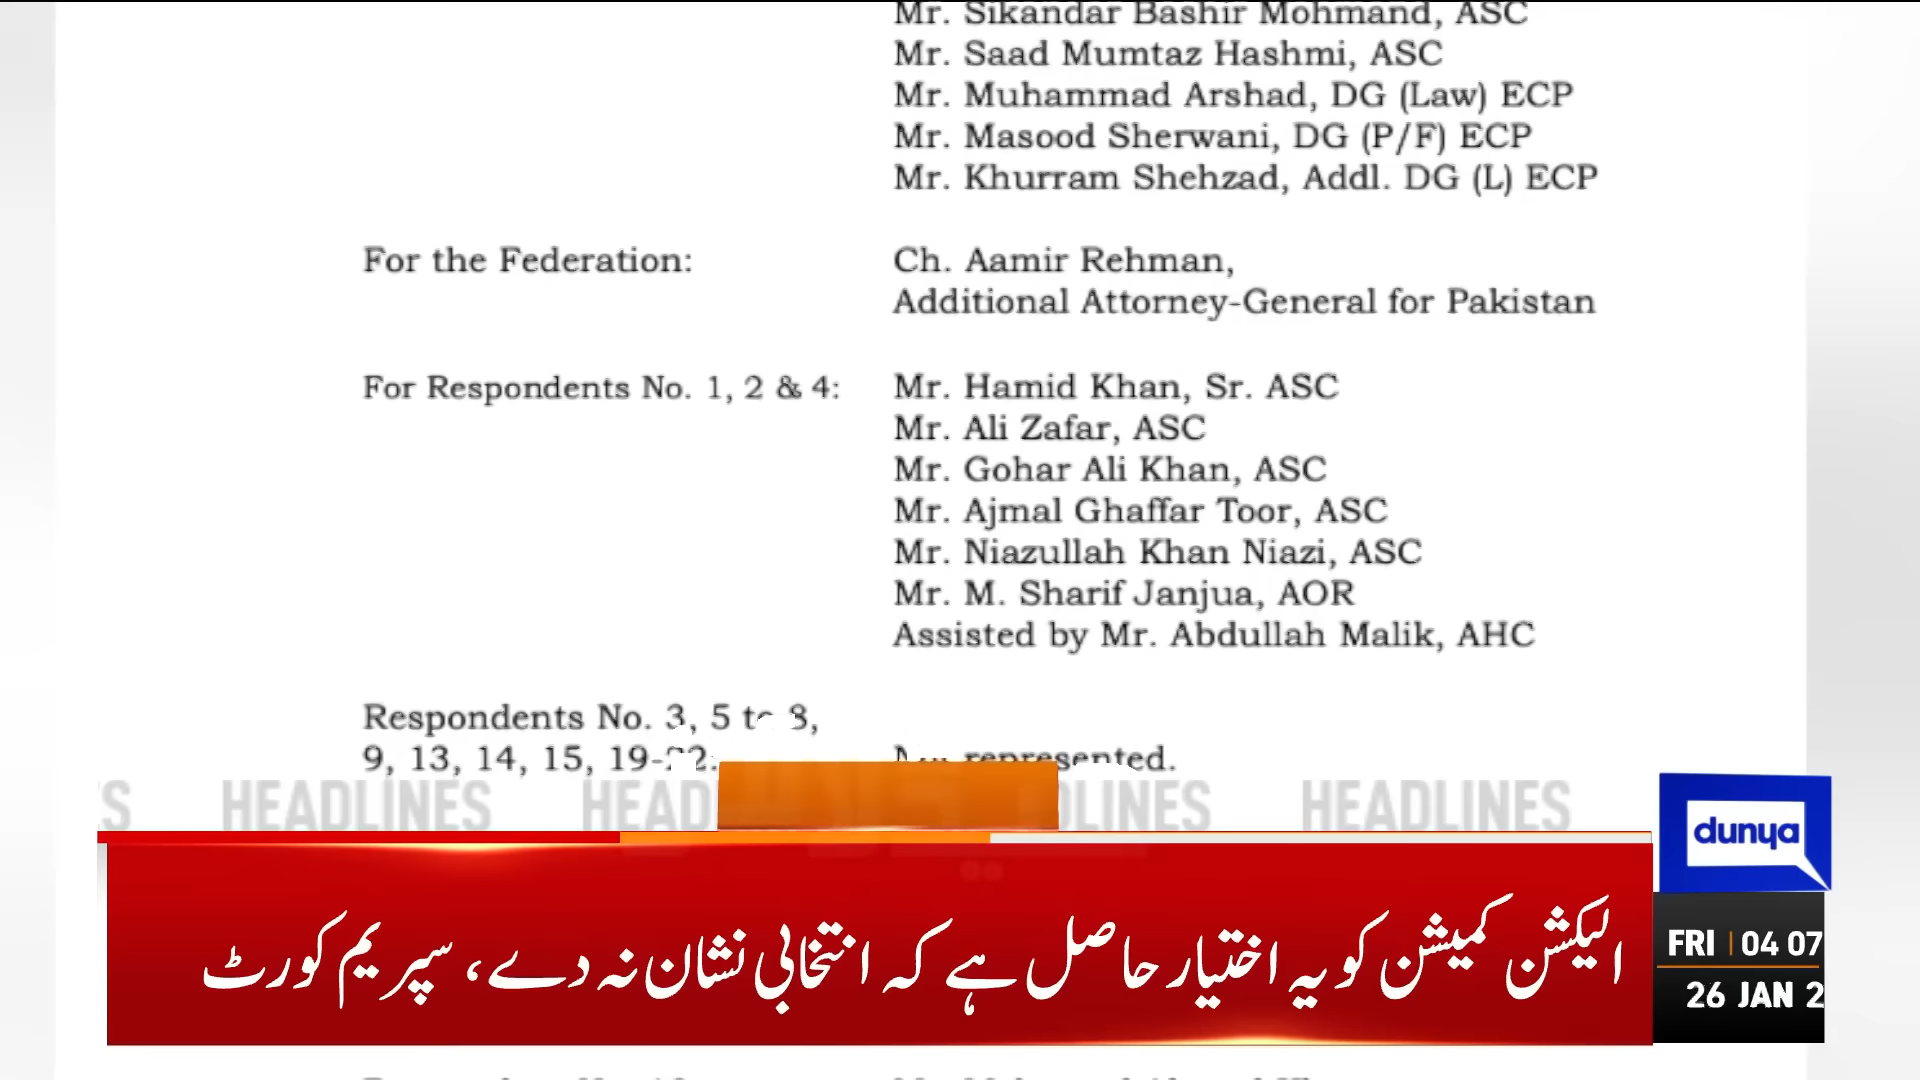 Mr. Sikandar Bashir Mohmand, ASC
Mr. Saad Mumtaz Hashmi, ASC
Mr. Muhammad Arshad, DG (Law) ECP
Mr. Masood Sherwani, DG (P/F) ECP
Mr. Khurram Shehzad, Addl. DG (L) ECP
For the Federation: Ch. Aamir Rehman,
Additional Attorney-General for Pakistan
For Respondents No. 1, 2 & 4: Mr. Hamid Khan, Sr. ASC
Mr. Ali Zafar, ASC
Mr. Gohar Ali Khan, ASC
Mr. Ajmal Ghaffar Toor, ASC
Mr. Niazullah Khan Niazi, ASC
Mr. M. Sharif Janjua, AOR
Assisted by Mr. Abdullah Malik, AHC
Respondents No. 3, 5 to 8,
9, 13, 14, 15, represented.
HEADLINES HEADLINES
dunya
الیکشن کمیشن کو یہ اختیار حاصل ہے کہ انتخابی نشان نہ دے، سپریم کورٹ
FRI 04 07
26 JAN 2